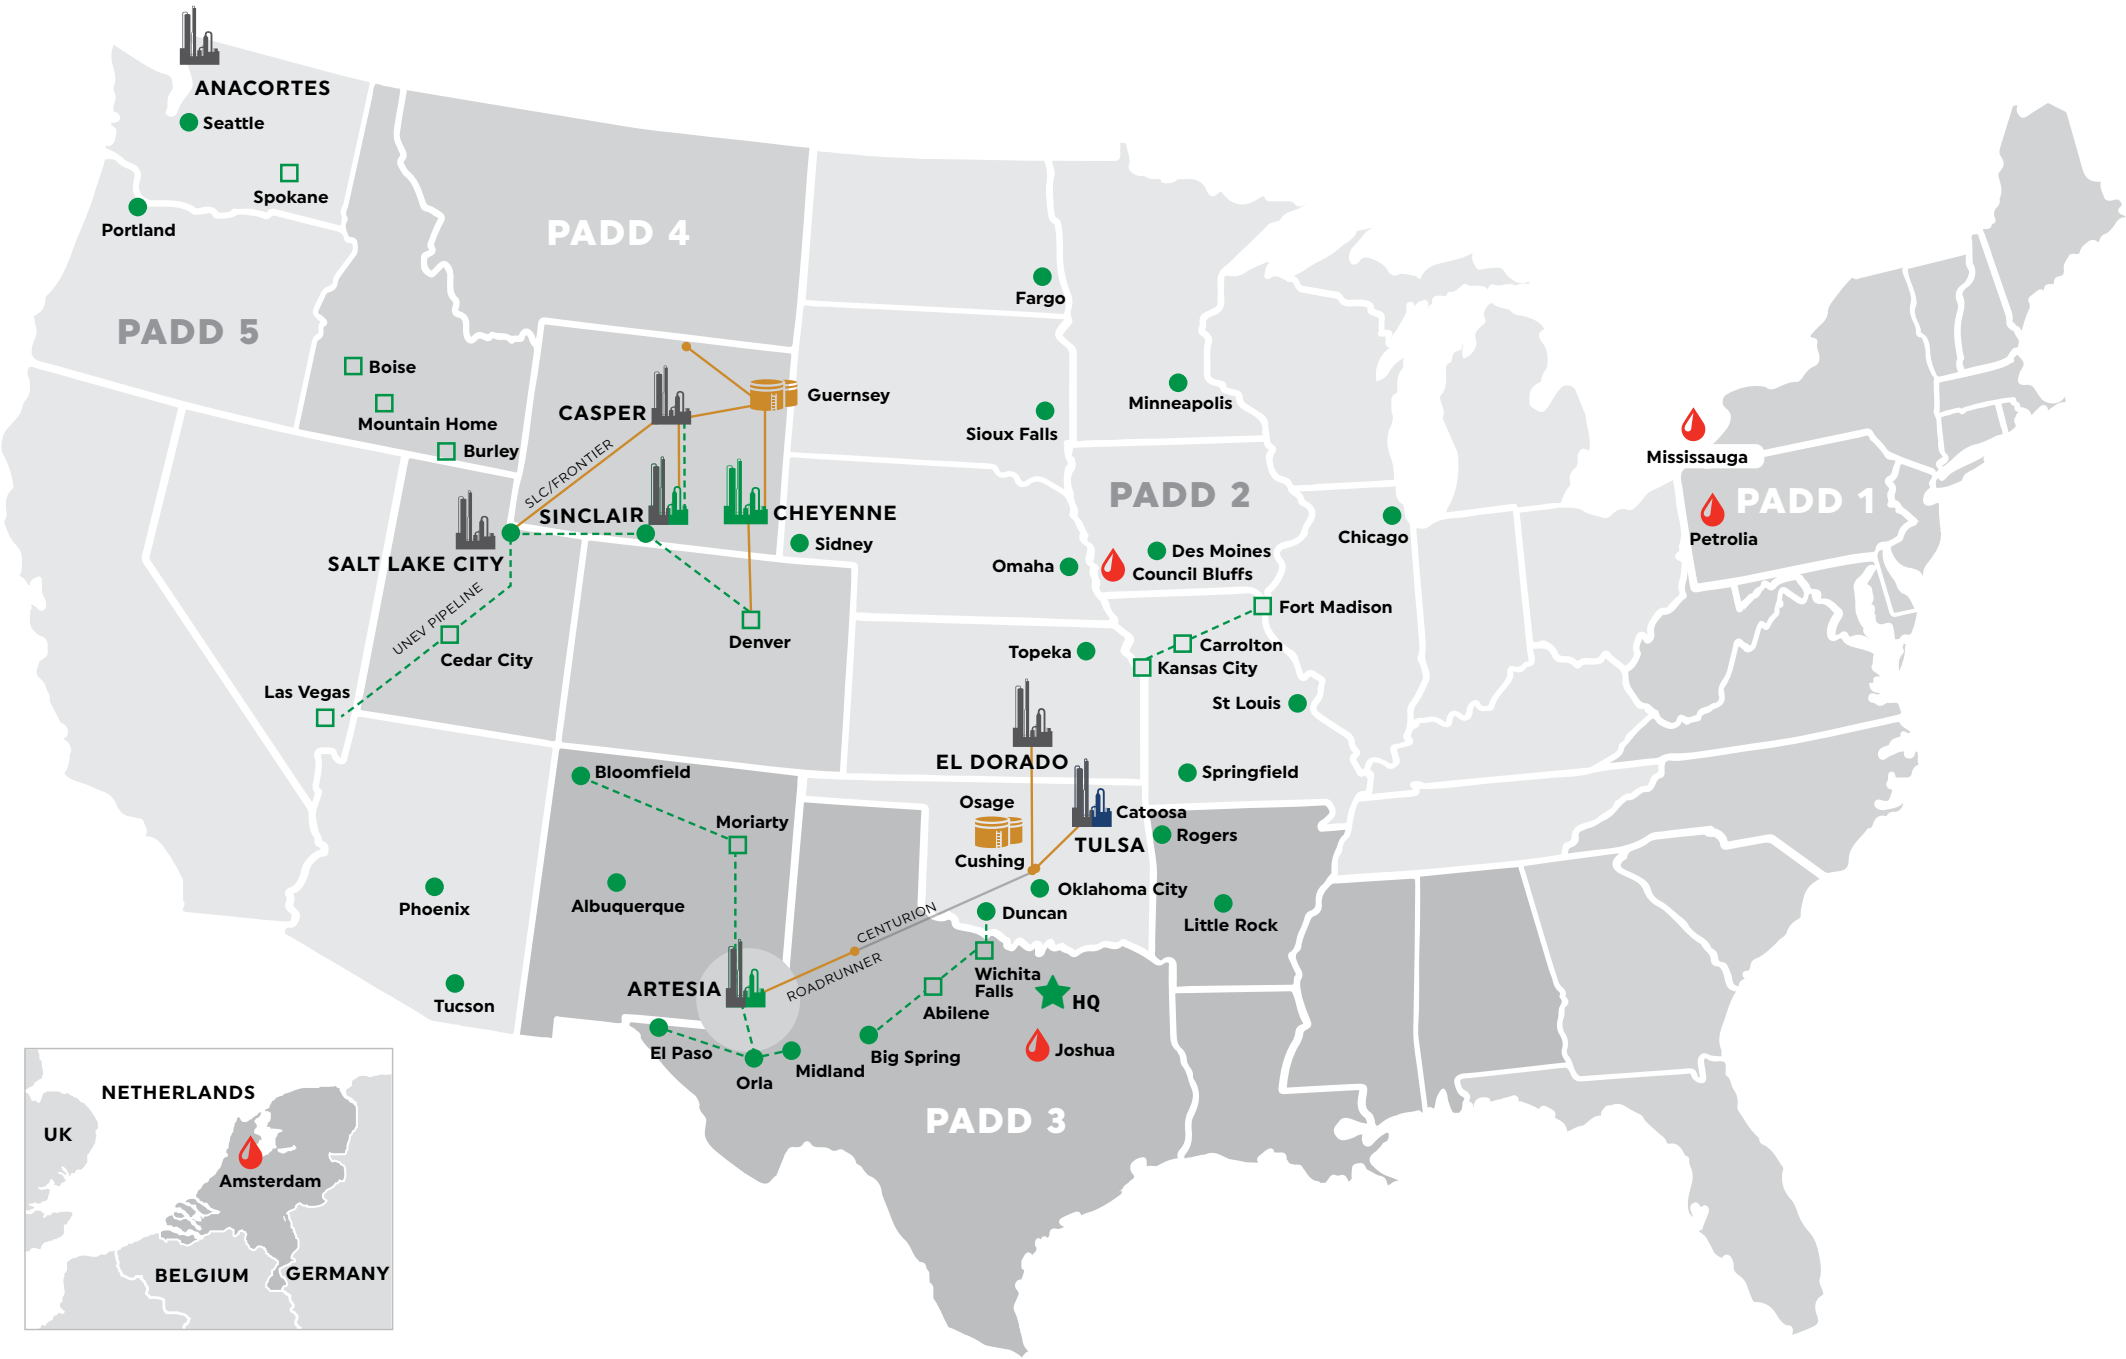 ANACORTES
Seattle
Spokane
Portland
PADD 4
PADD 5
Fargo
Boise
Mountain Home
Burley
CASPER
Guernsey
SLC/FRONTIER
SINCLAIR
CHEYENNE
Sidney
SALT LAKE CITY
UNEV PIPELINE
Cedar City
Denver
Las Vegas
Minneapolis
Sioux Falls
PADD 2
Chicago
Omaha
Des Moines
Council Bluffs
Mississauga
PADD 1
Petrolia
Fort Madison
Carrolton
Kansas City
Topeka
St Louis
EL DORADO
Springfield
Osage
Cushing
Catoosa
TULSA
Rogers
Oklahoma City
Duncan
Little Rock
Bloomfield
Moriarty
Albuquerque
Phoenix
Tucson
CENTURION
ROADRUNNER
ARTESIA
Wichita
Falls
Abilene
HQ
Joshua
El Paso
Orla
Midland
Big Spring
PADD 3
NETHERLANDS
UK
Amsterdam
BELGIUM
GERMANY